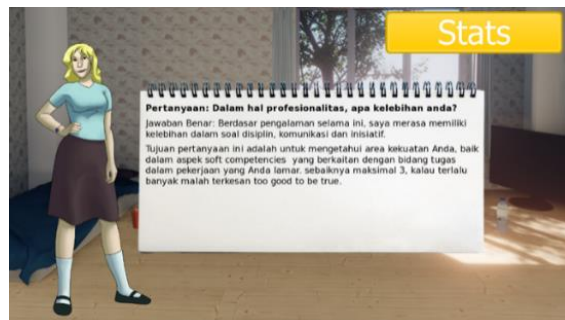 Stats
Pertanyaan: Dalam hal profesionalitas, apa kelebihan anda?
Jawaban Benar: Berdasar pengalaman selama ini, saya merasa memiliki
kelebihan dalam soal disiplin, komunikasi dan inisiatif.
Tujuan pertanyaan ini adalah untuk mengetahui area kekuatan Anda, baik
dalam aspek soft competencies yang berkaitan dengan bidang tugas
dalam pekerjaan yang Anda lamar. sebaiknya maksimal 3, kalau terlalu
banyak malah terkesan too good to be true.